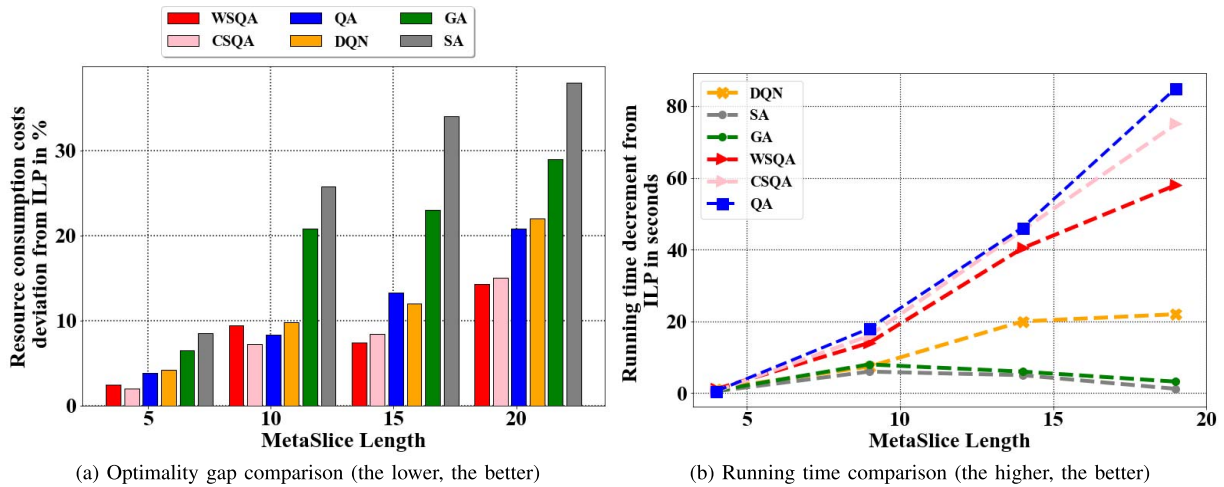 WSQA QA GA
CSQA DQN SA
Resource consumption costs
deviation from ILP in %
30
20
10
0
5 10 15 20
MetaSlice Length
(a) Optimality gap comparison (the lower, the better)
Running time decrement from
ILP in seconds
80
60
40
20
0
DQN
SA
GA
WSQA
CSQA
QA
5 10 15 20
MetaSlice Length
(b) Running time comparison (the higher, the better)